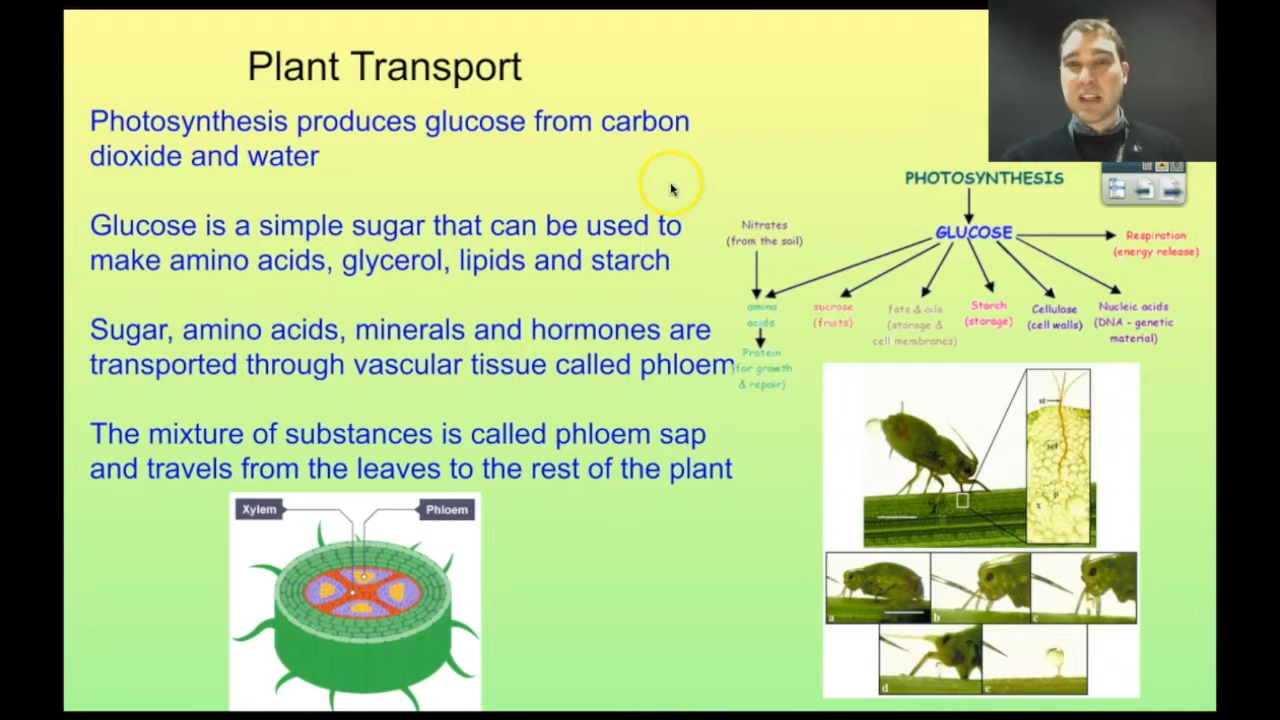 Plant Transport
Photosynthesis produces glucose from carbon
dioxide and water
Glucose is a simple sugar that can be used to
make amino acids, glycerol, lipids and starch
Sugar, amino acids, minerals and hormones are
transported through vascular tissue called phloem
The mixture of substances is called phloem sap
and travels from the leaves to the rest of the plant
Xylem
Phloem
PHOTOSYNTHESIS
GLUCOSE
Nitrates
(from the soil)
Respiration
(energy release)
amino
acids
sucrose
(fruits)
fats & oils
(storage &
cell membranes)
Starch
(storage)
Cellulose
(cell walls)
Nucleic acids
(DNA - genetic
material)
Protein
(for growth
& repair)
st
scl
p
x
a
b
c
d
e